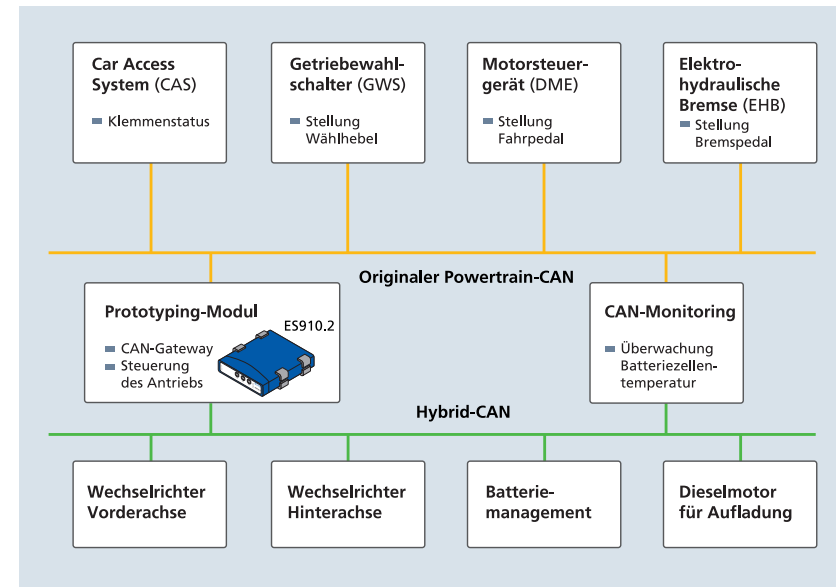 Car Access
System (CAS)
Klemmenstatus
Getriebewahl-
schalter (GWS)
Stellung
Wählhebel
Motorsteuer-
gerät (DME)
Stellung
Fahrpedal
Elektro-
hydraulische
Bremse (EHB)
Stellung
Bremspedal
Originaler Powertrain-CAN
Prototyping-Modul
ES910.2
CAN-Gateway
Steuerung
des Antriebs
CAN-Monitoring
Überwachung
Batteriezellen-
temperatur
Hybrid-CAN
Wechselrichter
Vorderachse
Wechselrichter
Hinterachse
Batterie-
management
Dieselmotor
für Aufladung